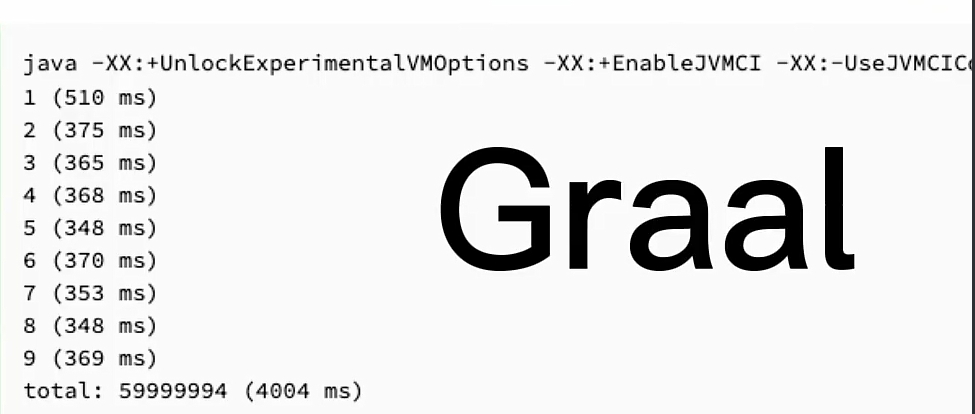 java -XX:+UnlockExperimentalVMOptions -XX:+EnableJVMCI -XX:-UseJVMCICo
1 (510 ms)
2 (375 ms)
3 (365 ms)
4 (368 ms)
5 (348 ms)
6 (370 ms)
7 (353 ms)
8 (348 ms)
9 (369 ms)
total: 59999994 (4004 ms)
Graal